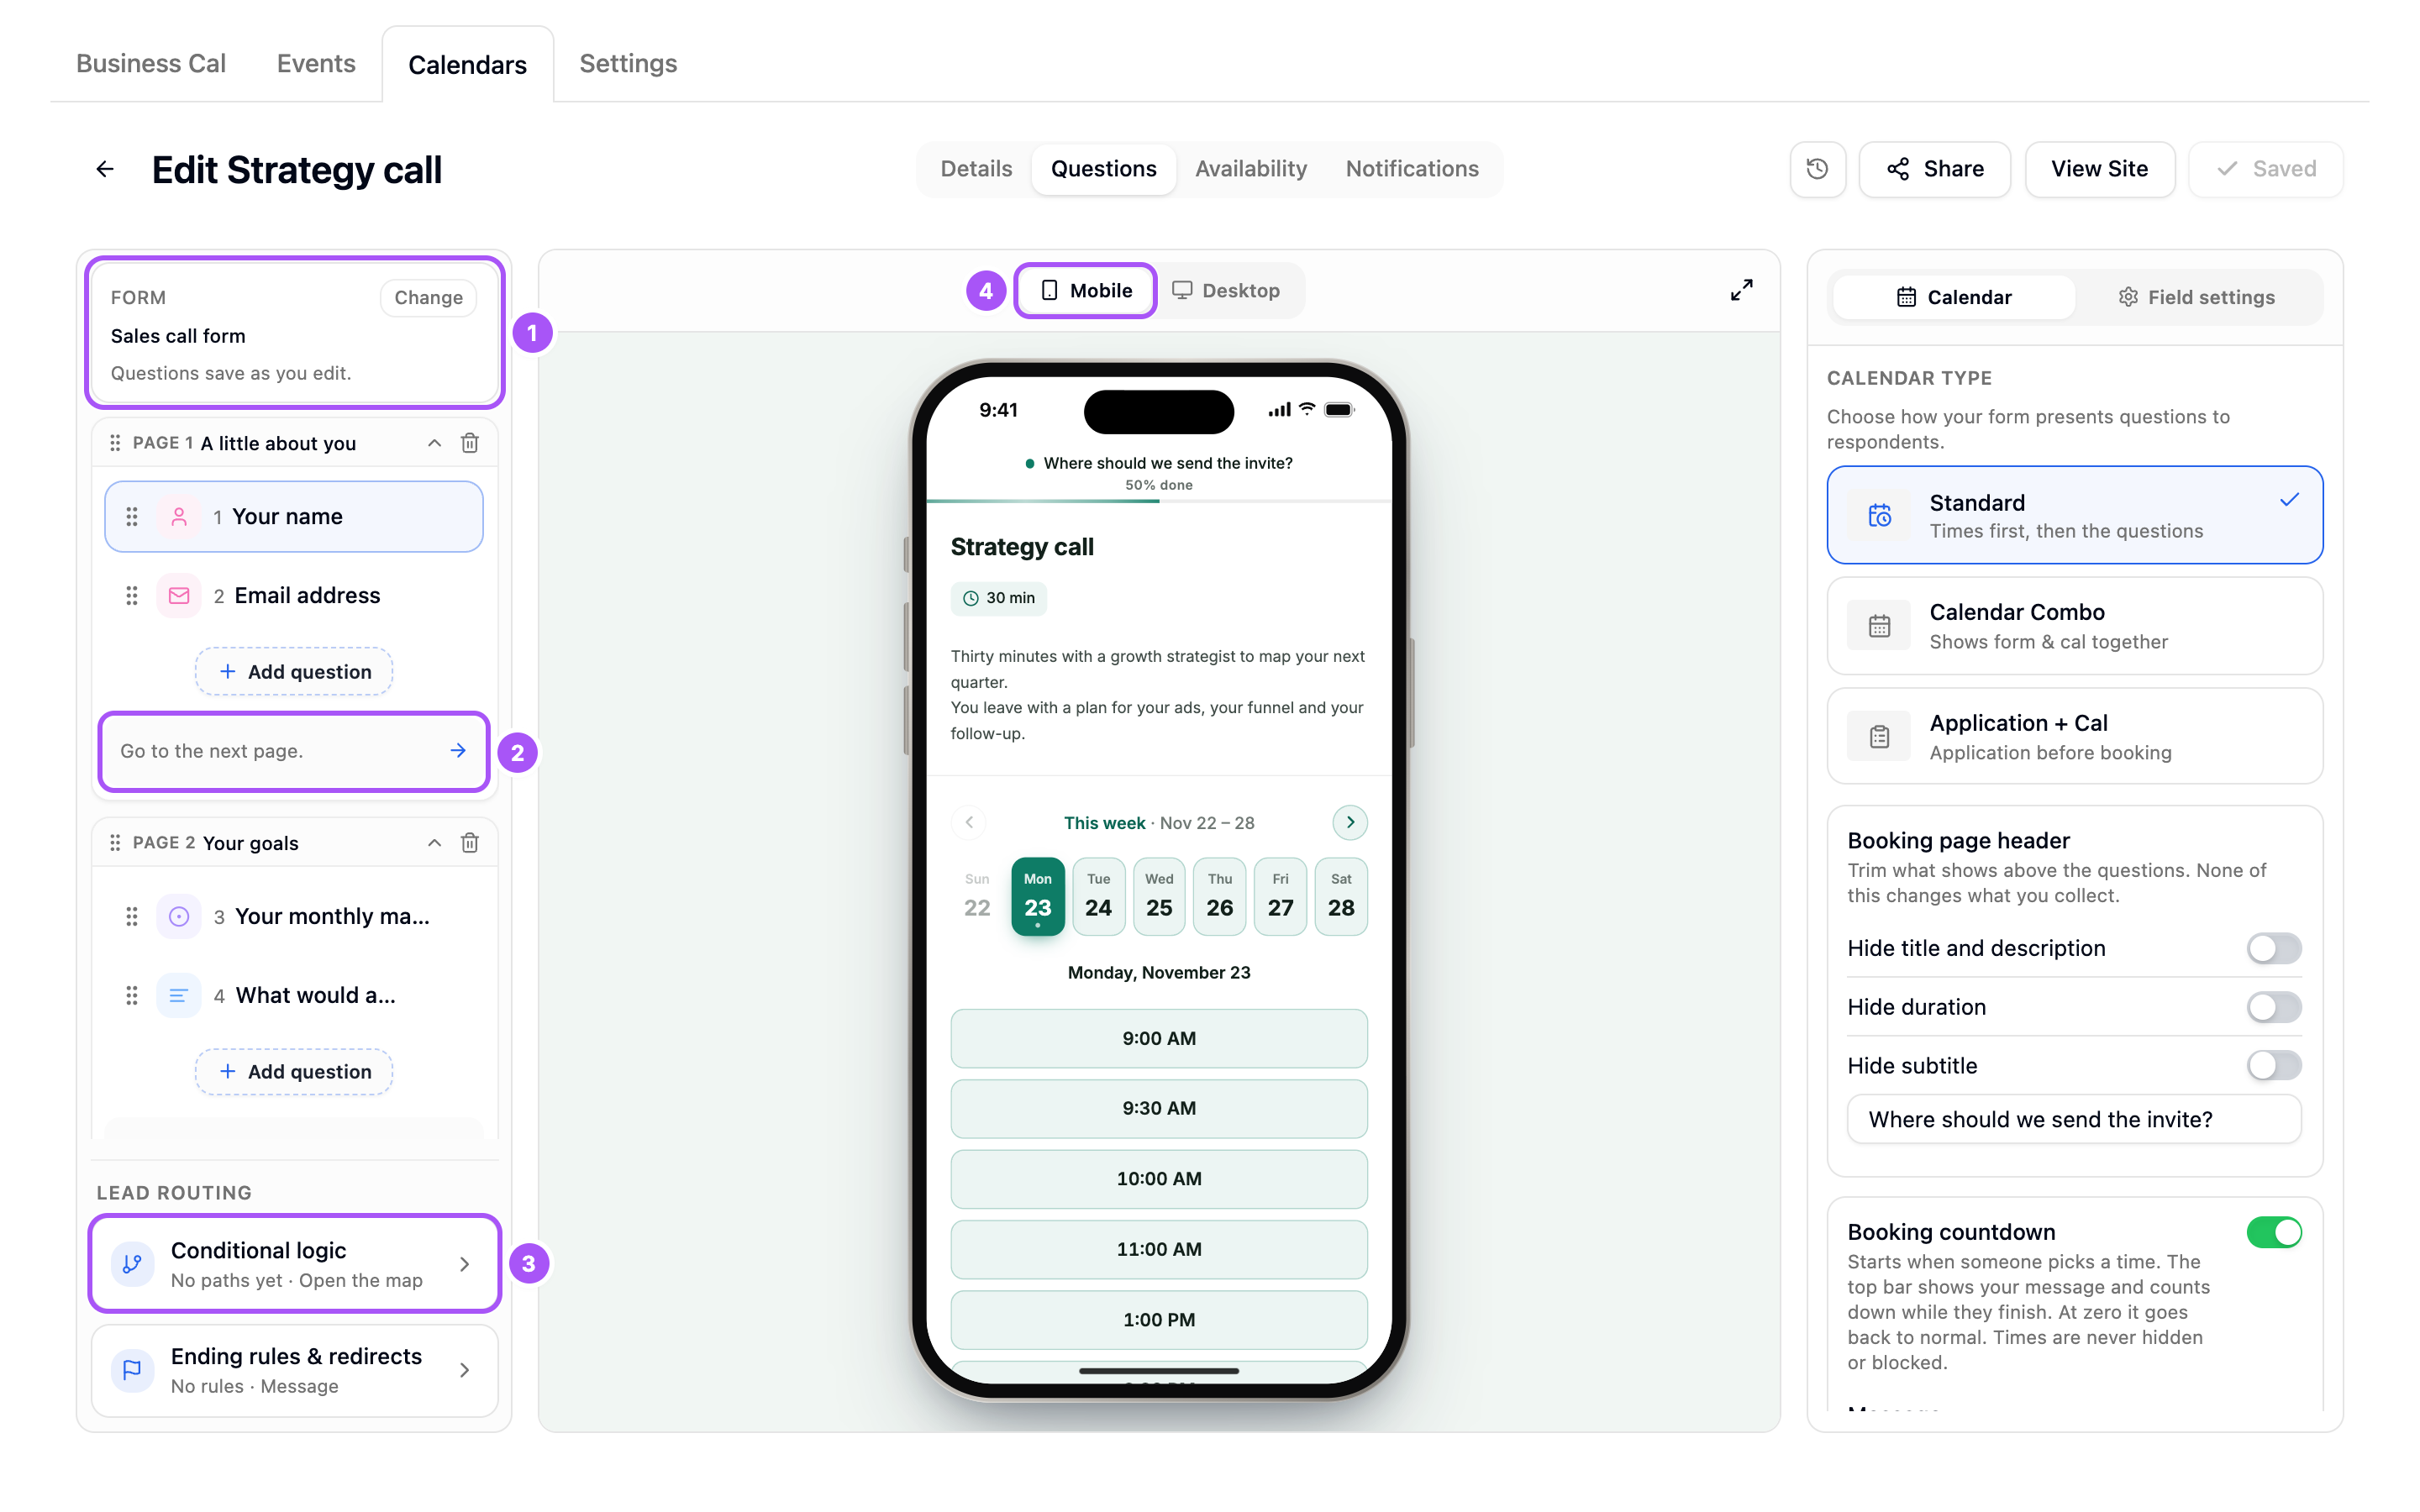 Business Cal
Events
Calendars
Settings
Edit Strategy call
Details
Questions
Availability
Notifications
Share
View Site
Saved
FORM
Change
Sales call form
Questions save as you edit.
1
PAGE 1 A little about you
1 Your name
2 Email address
Add question
Go to the next page.
2
PAGE 2 Your goals
3 Your monthly ma...
4 What would a...
Add question
LEAD ROUTING
Conditional logic
No paths yet · Open the map
3
Ending rules & redirects
No rules · Message
4
Mobile
Desktop
9:41
Where should we send the invite?
50% done
Strategy call
30 min
Thirty minutes with a growth strategist to map your next
quarter.
You leave with a plan for your ads, your funnel and your
follow-up.
This week · Nov 22 – 28
Sun Mon Tue Wed Thu Fri Sat
22 23 24 25 26 27 28
Monday, November 23
9:00 AM
9:30 AM
10:00 AM
11:00 AM
1:00 PM
Calendar
Field settings
CALENDAR TYPE
Choose how your form presents questions to
respondents.
Standard
Times first, then the questions
Calendar Combo
Shows form & cal together
Application + Cal
Application before booking
Booking page header
Trim what shows above the questions. None of
this changes what you collect.
Hide title and description
Hide duration
Hide subtitle
Where should we send the invite?
Booking countdown
Starts when someone picks a time. The
top bar shows your message and counts
down while they finish. At zero it goes
back to normal. Times are never hidden
or blocked.